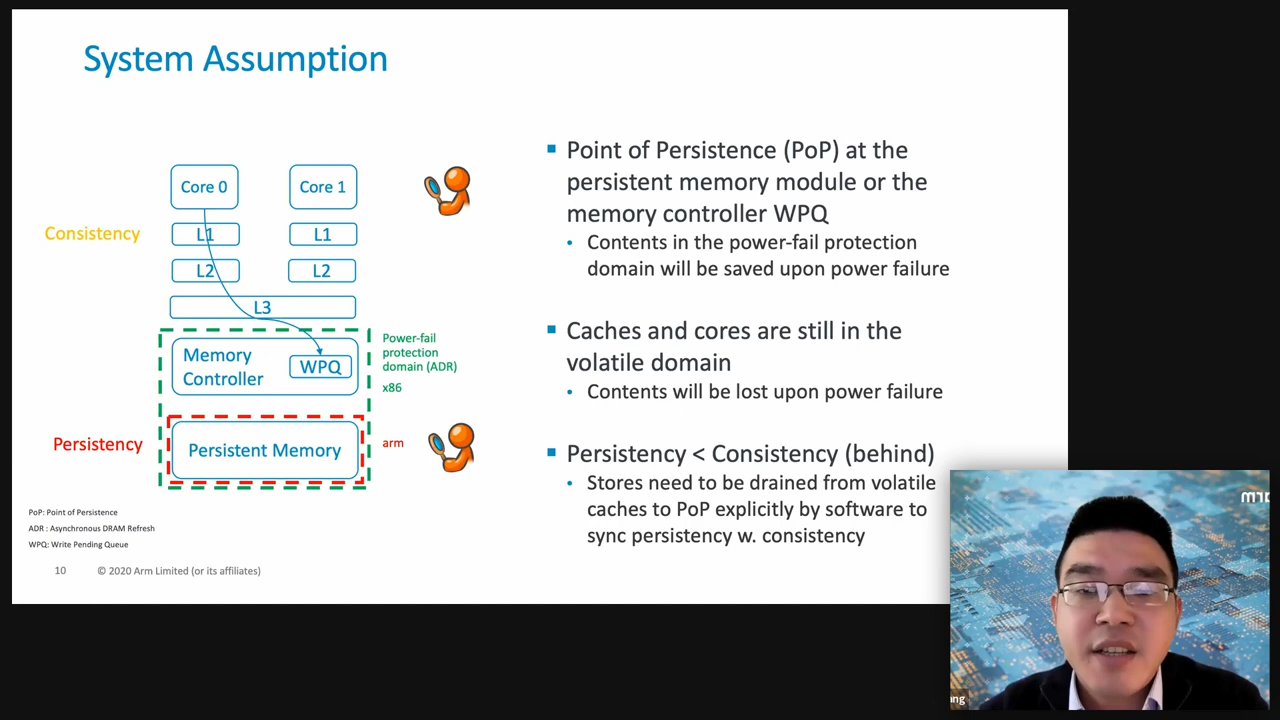 System Assumption
Core 0
Core 1
Consistency
L1
L1
L2
L2
L3
Memory
Controller
WPQ
Power-fail
protection
domain (ADR)
x86
Persistency
Persistent Memory
arm
PoP: Point of Persistence
ADR : Asynchronous DRAM Refresh
WPQ: Write Pending Queue
10
© 2020 Arm Limited (or its affiliates)
▪ Point of Persistence (PoP) at the
persistent memory module or the
memory controller WPQ
• Contents in the power-fail protection
domain will be saved upon power failure
▪ Caches and cores are still in the
volatile domain
• Contents will be lost upon power failure
▪ Persistency < Consistency (behind)
• Stores need to be drained from volatile
caches to PoP explicitly by software to
sync persistency w. consistency